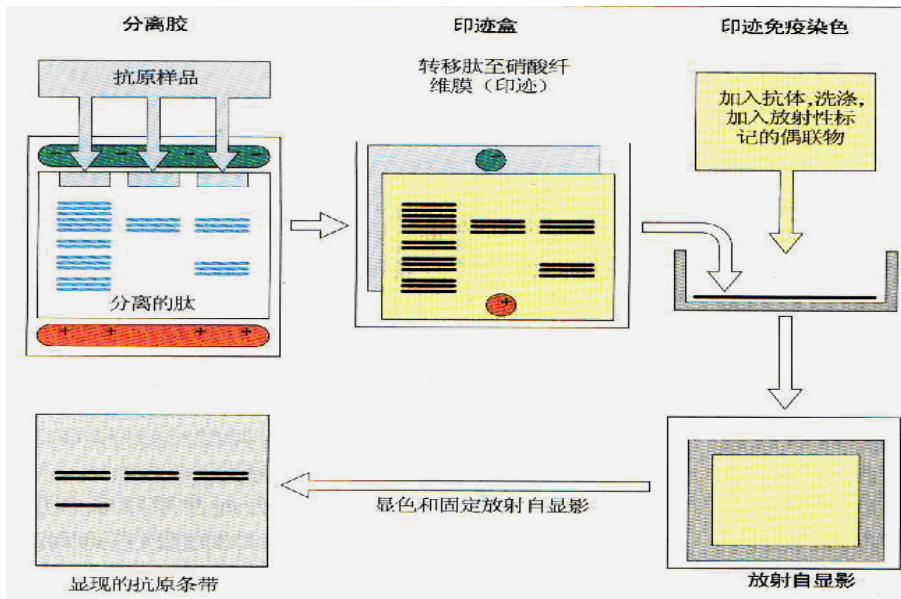 分离胶
印迹盒
印迹免疫染色
抗原样品
转移肽至硝酸纤
维膜（印迹）
加入抗体,洗涤,
加入放射性标
记的偶联物
- - - -
-
分离的肽
+
+ + + +
显色和固定放射自显影
显现的抗原条带
放射自显影